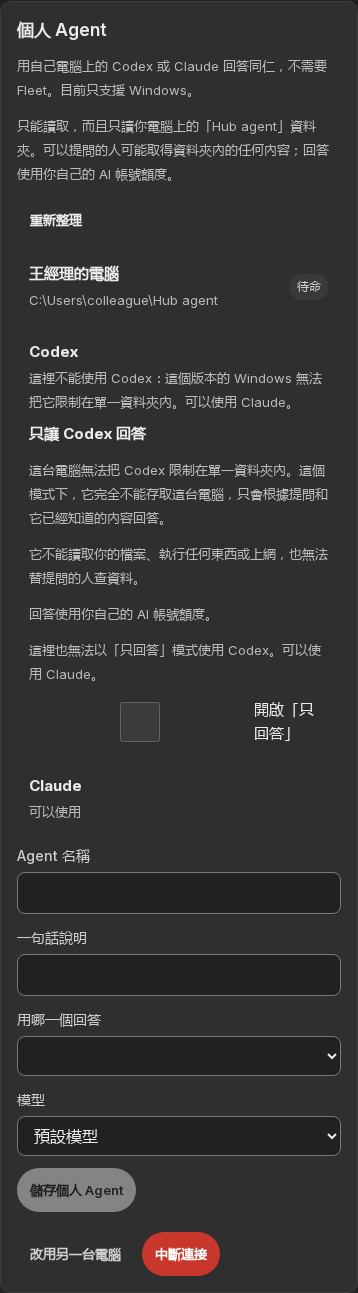 個人 Agent
用自己電腦上的 Codex 或 Claude 回答同仁，不需要
Fleet。目前只支援 Windows。
只能讀取，而且只讀你電腦上的「Hub agent」資料
夾。可以提問的人可能取得資料夾內的任何內容；回答
使用你自己的 AI 帳號額度。
重新整理
王經理的電腦
C:\Users\colleague\Hub agent
待命
Codex
這裡不能使用 Codex：這個版本的 Windows 無法
把它限制在單一資料夾內。可以使用 Claude。
只讓 Codex 回答
這台電腦無法把 Codex 限制在單一資料夾內。這個
模式下，它完全不能存取這台電腦，只會根據提問和
它已經知道的內容回答。
它不能讀取你的檔案、執行任何東西或上網，也無法
替提問的人查資料。
回答使用你自己的 AI 帳號額度。
這裡也無法以「只回答」模式使用 Codex。可以使
用 Claude。
開啟「只
回答」
Claude
可以使用
Agent 名稱
一句話說明
用哪一個回答
模型
預設模型
儲存個人 Agent
改用另一台電腦
中斷連接